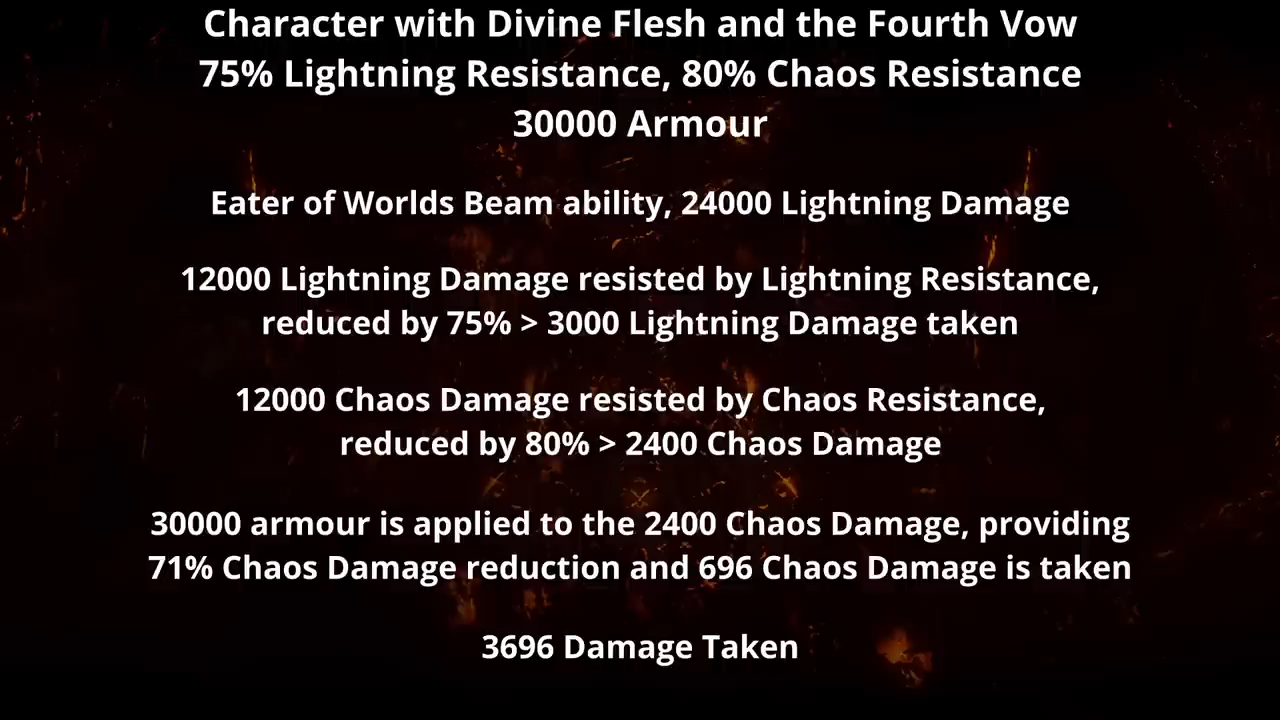 Character with Divine Flesh and the Fourth Vow
75% Lightning Resistance, 80% Chaos Resistance
30000 Armour
Eater of Worlds Beam ability, 24000 Lightning Damage
12000 Lightning Damage resisted by Lightning Resistance,
reduced by 75% > 3000 Lightning Damage taken
12000 Chaos Damage resisted by Chaos Resistance,
reduced by 80% > 2400 Chaos Damage
30000 armour is applied to the 2400 Chaos Damage, providing
71% Chaos Damage reduction and 696 Chaos Damage is taken
3696 Damage Taken